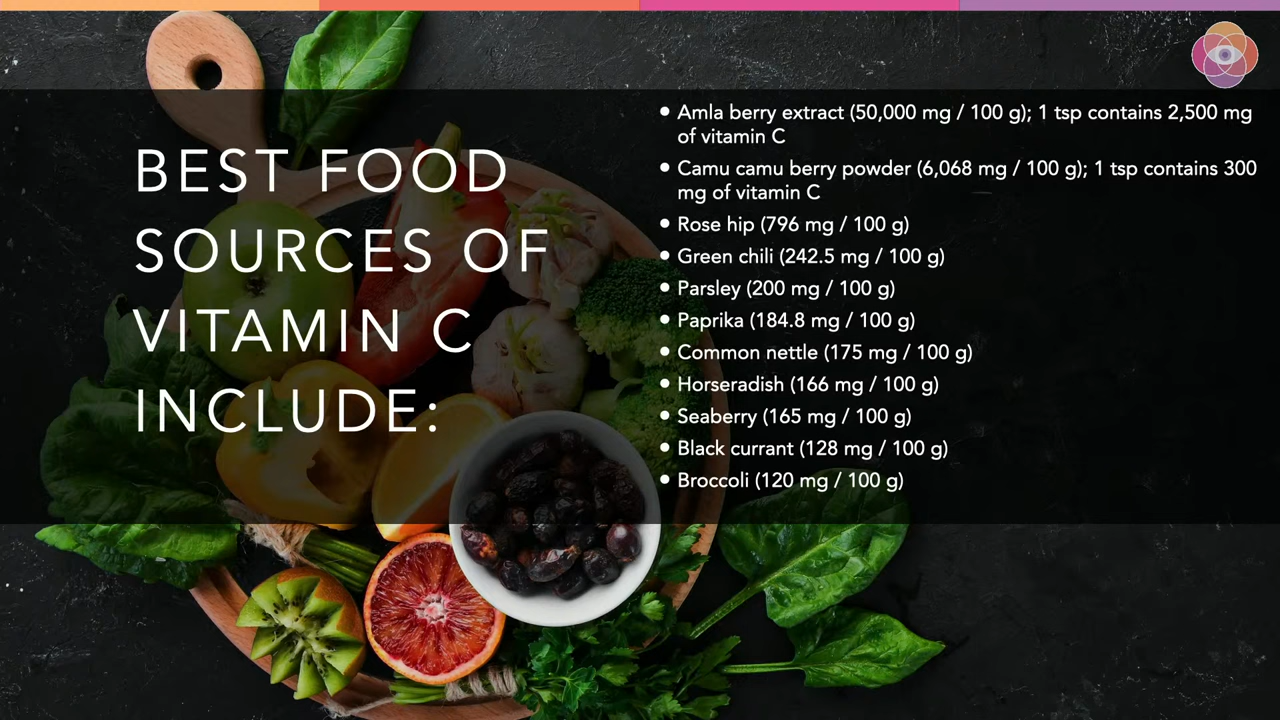 BEST FOOD
SOURCES OF
VITAMIN C
INCLUDE:
• Amla berry extract (50,000 mg / 100 g); 1 tsp contains 2,500 mg
of vitamin C
• Camu camu berry powder (6,068 mg / 100 g); 1 tsp contains 300
mg of vitamin C
• Rose hip (796 mg / 100 g)
• Green chili (242.5 mg / 100 g)
• Parsley (200 mg / 100 g)
• Paprika (184.8 mg / 100 g)
• Common nettle (175 mg / 100 g)
• Horseradish (166 mg / 100 g)
• Seaberry (165 mg / 100 g)
• Black currant (128 mg / 100 g)
• Broccoli (120 mg / 100 g)